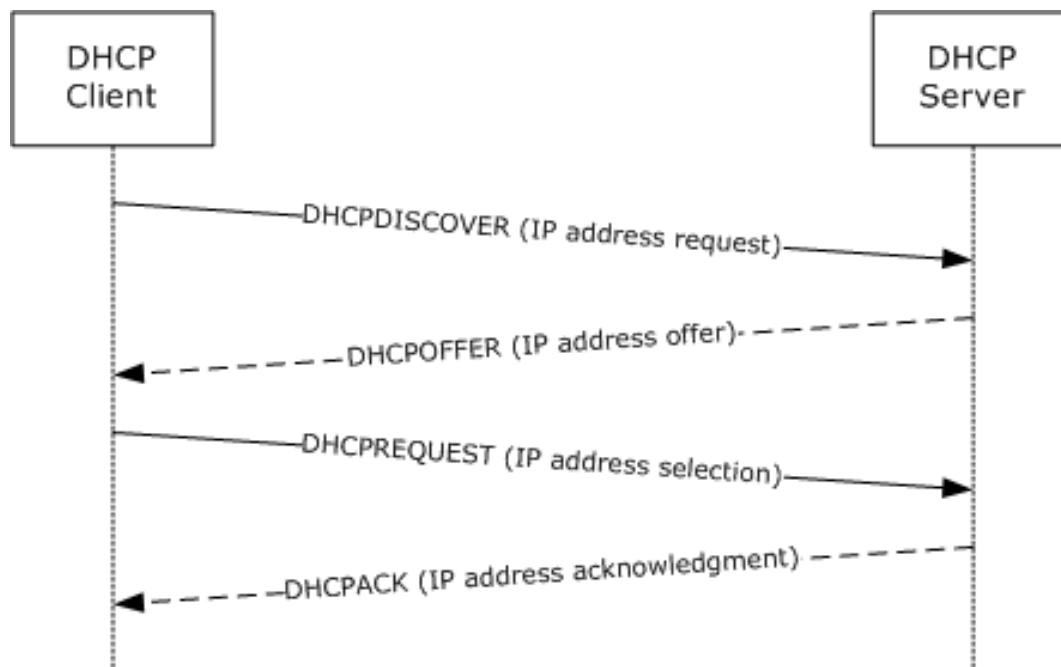 DHCP
Client
DHCP
Server
DHCPDISCOVER (IP address request)
DHCPOFFER (IP address offer)
DHCPREQUEST (IP address selection)
DHCPACK (IP address acknowledgment)